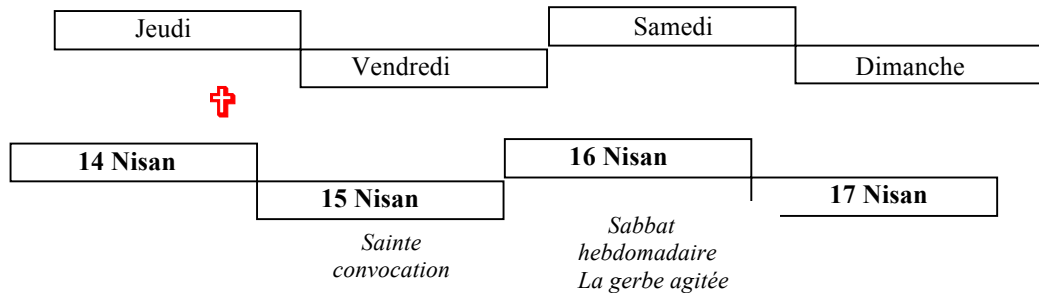 Jeudi
Vendredi
Samedi
Dimanche
14 Nisan
15 Nisan
16 Nisan
17 Nisan
Sainte
convocation
Sabbat
hebdomadaire
La gerbe agitée